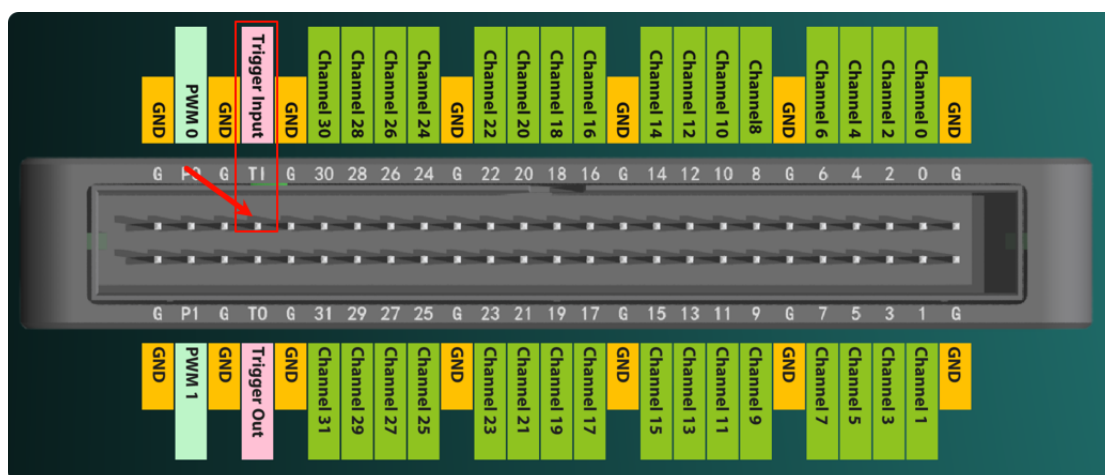 GND PWM 0 GND Trigger Input GND Channel 30 Channel 28 Channel 26 Channel 24 GND Channel 22 Channel 20 Channel 18 Channel 16 GND Channel 14 Channel 12 Channel 10 Channel8 GND Channel 6 Channel 4 Channel 2 Channel 0 GND
G P0 G TI G 30 28 26 24 G 22 20 18 16 G 14 12 10 8 G 6 4 2 0 G
G P1 G TO G 31 29 27 25 G 23 21 19 17 G 15 13 11 9 G 7 5 3 1 G
GND PWM 1 GND Trigger Out GND Channel 31 Channel 29 Channel 27 Channel 25 GND Channel 23 Channel 21 Channel 19 Channel 17 GND Channel 15 Channel 13 Channel 11 Channel 9 GND Channel 7 Channel 5 Channel 3 Channel 1 GND